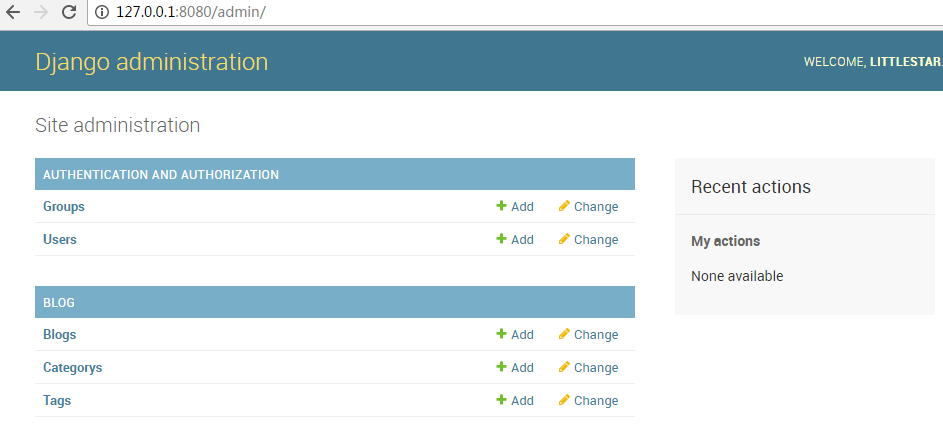 127.0.0.1:8080/admin/
Django administration
WELCOME, LITTLESTAR.
Site administration
AUTHENTICATION AND AUTHORIZATION
Groups Add Change
Users Add Change
BLOG
Blogs Add Change
Categorys Add Change
Tags Add Change
Recent actions
My actions
None available